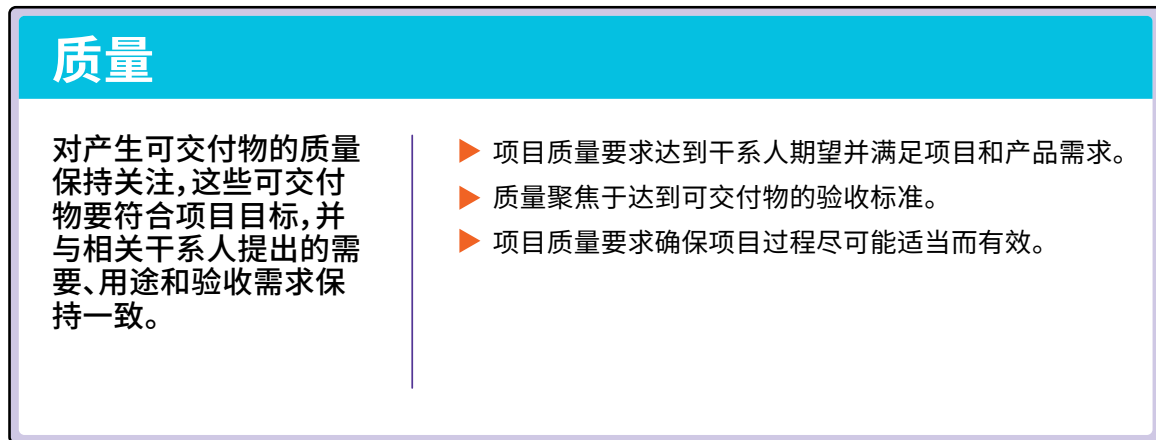 质量
对产生可交付物的质量
保持关注，这些可交付
物要符合项目目标，并
与相关干系人提出的需
要、用途和验收需求保
持一致。
▶ 项目质量要求达到干系人期望并满足项目和产品需求。
▶ 质量聚焦于达到可交付物的验收标准。
▶ 项目质量要求确保项目过程尽可能适当而有效。